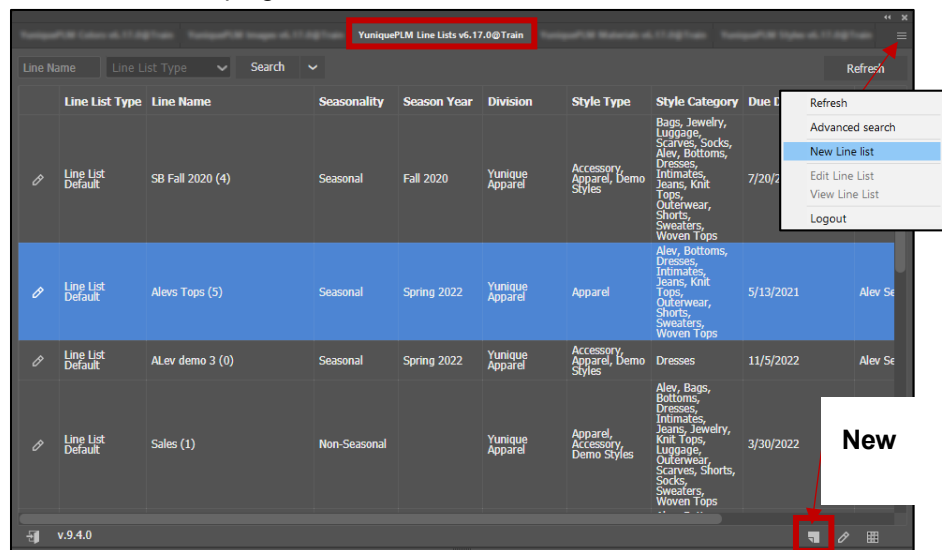 YuniquePLM Line Lists v6.17.0@Train
Line Name Line List Type Search Refresh
Line List Type Line Name Seasonality Season Year Division Style Type Style Category Due D
Line List
Default
SB Fall 2020 (4)
Seasonal
Fall 2020
Yunique
Apparel
Accessory,
Apparel, Demo
Styles
Bags, Jewelry,
Luggage,
Scarves, Socks,
Alev, Bottoms,
Dresses,
Intimates,
Jeans, Knit
Tops,
Outerwear,
Shorts,
Sweaters,
Woven Tops
7/20/2
Line List
Default
Alevs Tops (5)
Seasonal
Spring 2022
Yunique
Apparel
Apparel
Alev, Bottoms,
Dresses,
Intimates,
Jeans, Knit
Tops,
Outerwear,
Shorts,
Sweaters,
Woven Tops
5/13/2021
Alev Se
Line List
Default
ALev demo 3 (0)
Seasonal
Spring 2022
Yunique
Apparel
Accessory,
Apparel, Demo
Styles
Dresses
11/5/2022
Alev Se
Line List
Default
Sales (1)
Non-Seasonal
Yunique
Apparel
Apparel,
Accessory,
Demo Styles
Alev, Bags,
Bottoms,
Dresses,
Intimates,
Jeans, Jewelry,
Knit Tops,
Luggage,
Outerwear,
Scarves, Shorts,
Socks,
Sweaters,
Woven Tops
3/30/2022
Refresh
Advanced search
New Line list
Edit Line List
View Line List
Logout
New
v.9.4.0